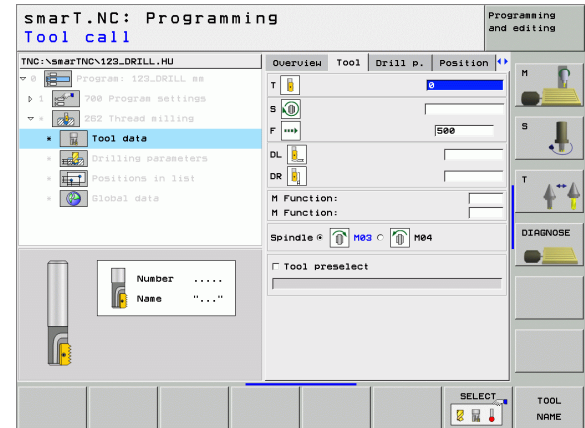 smarT.NC: Programming
Tool call
Programming
and editing
TNC:\smarTNC\123_DRILL.HU
Overview Tool Drill p. Position
0 Program: 123_DRILL mm
1 700 Program settings
* 262 Thread milling
* Tool data
* Drilling parameters
* Positions in list
* Global data
T 0
S
F 500
DL
DR
M Function:
M Function:
Spindle M03 M04
Tool preselect
Number .....
Name "..."
M
S
T
DIAGNOSE
SELECT
TOOL
NAME